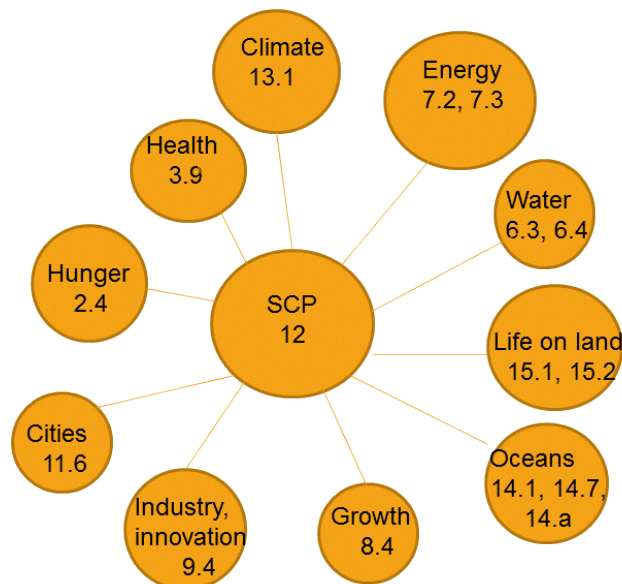 Climate
13.1
Energy
7.2, 7.3
Health
3.9
Water
6.3, 6.4
Hunger
2.4
SCP
12
Life on land
15.1, 15.2
Cities
11.6
Oceans
14.1, 14.7,
14.a
Industry,
innovation
9.4
Growth
8.4